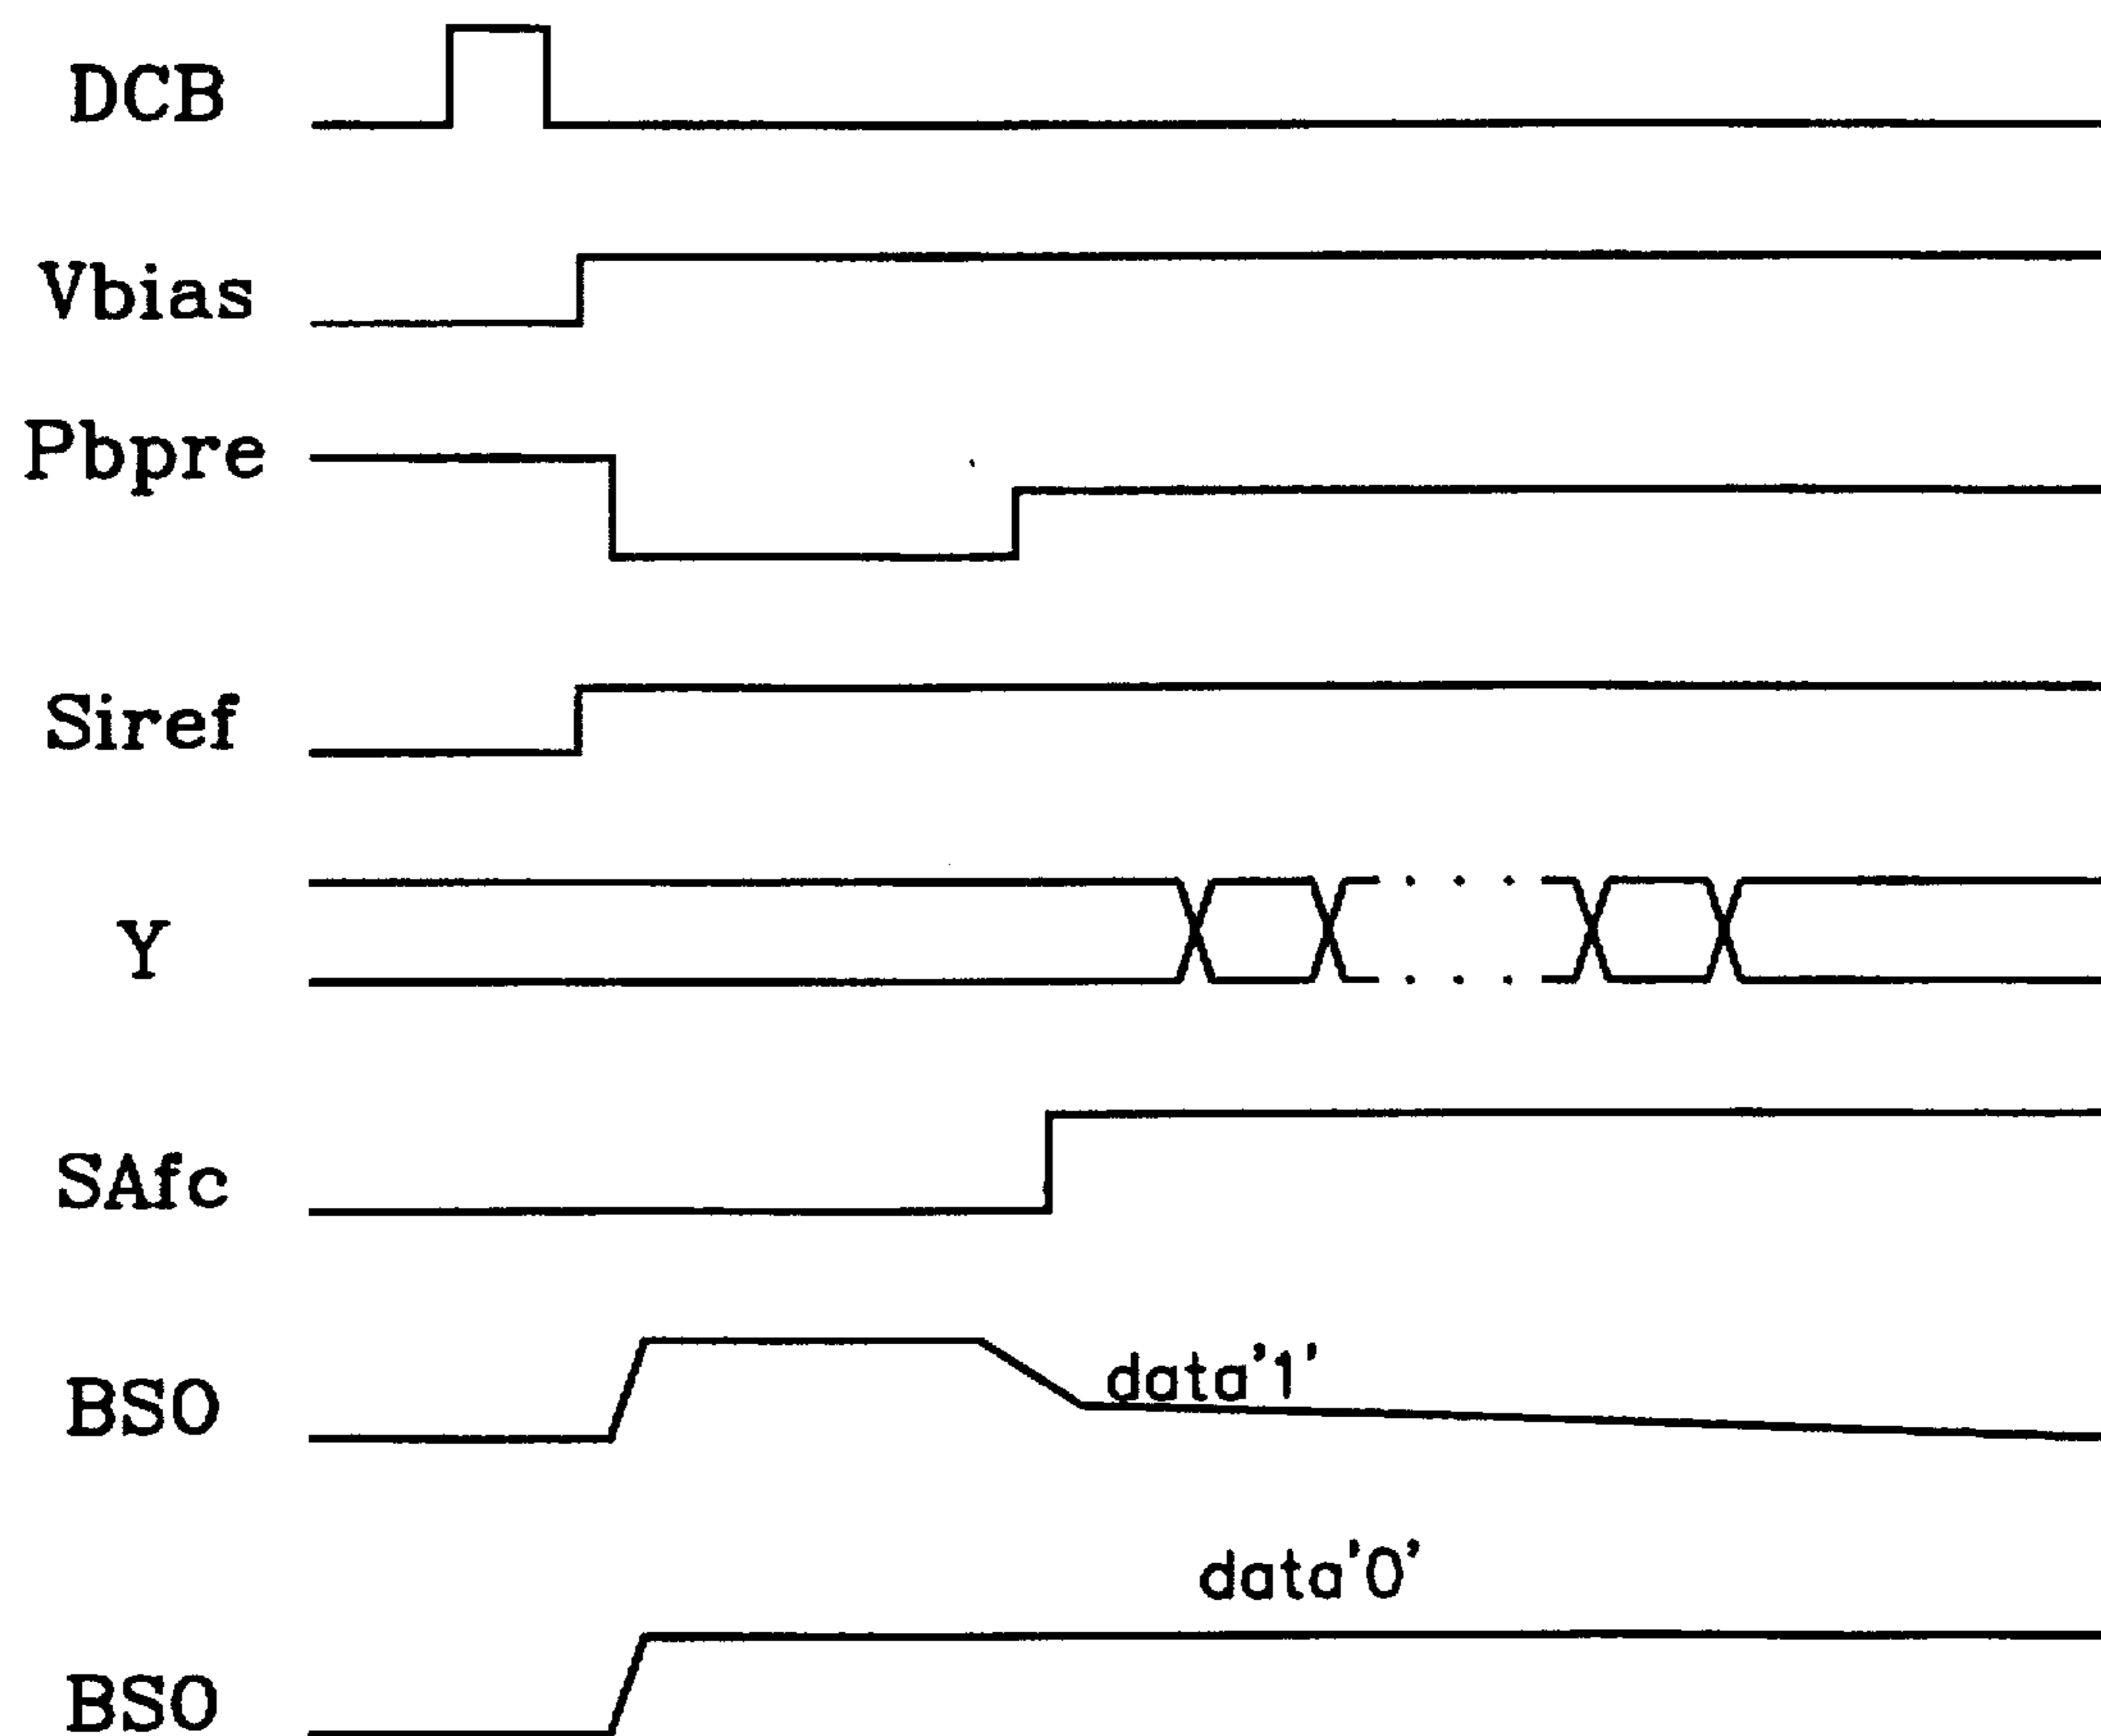 DCB
Vbias
Pbpre
Siref
Y
SAfc
BSO
data'1'
data'0'
BSO